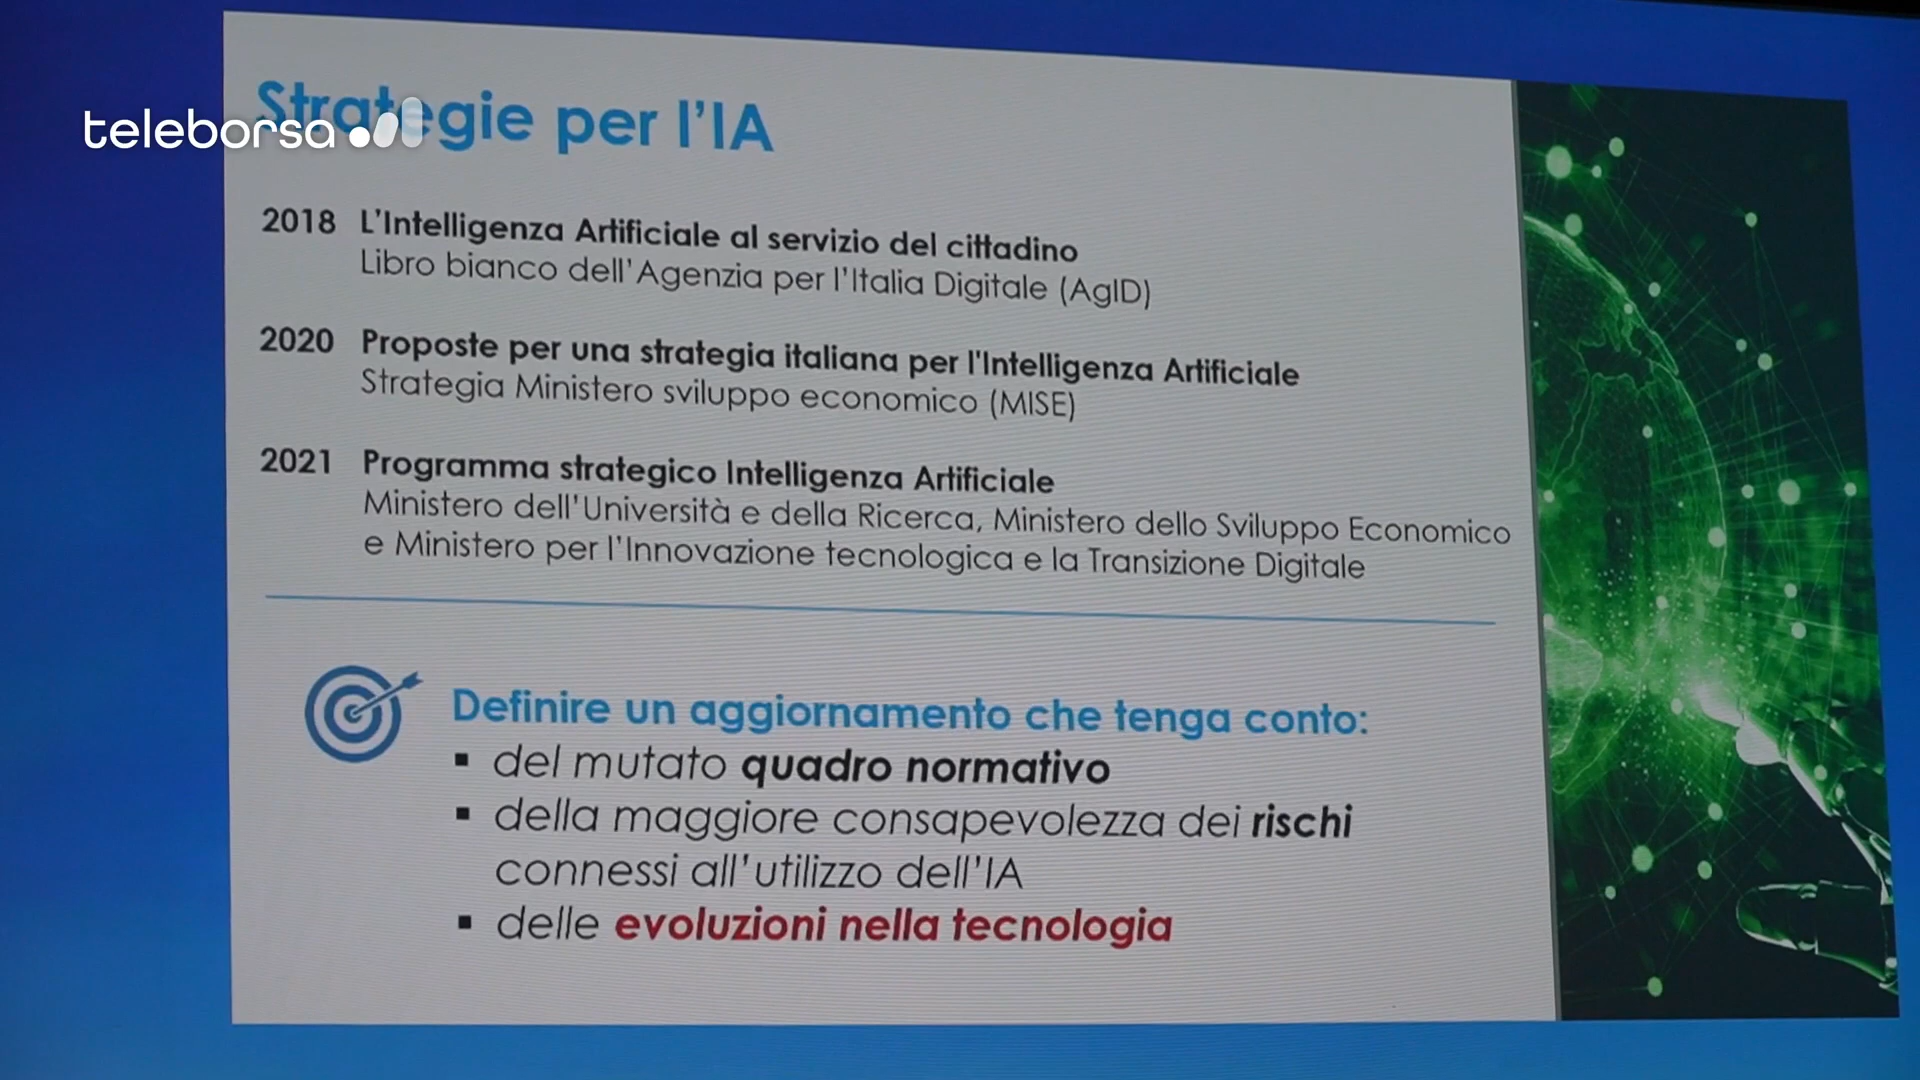 Strategie per l'IA
teleborsa
2018 L'Intelligenza Artificiale al servizio del cittadino
Libro bianco dell'Agenzia per l'Italia Digitale (AgID)
2020 Proposte per una strategia italiana per l'Intelligenza Artificiale
Strategia Ministero sviluppo economico (MISE)
2021 Programma strategico Intelligenza Artificiale
Ministero dell'Università e della Ricerca, Ministero dello Sviluppo Economico
e Ministero per l'Innovazione tecnologica e la Transizione Digitale
Definire un aggiornamento che tenga conto:
▪ del mutato quadro normativo
▪ della maggiore consapevolezza dei rischi
connessi all'utilizzo dell'IA
▪ delle evoluzioni nella tecnologia